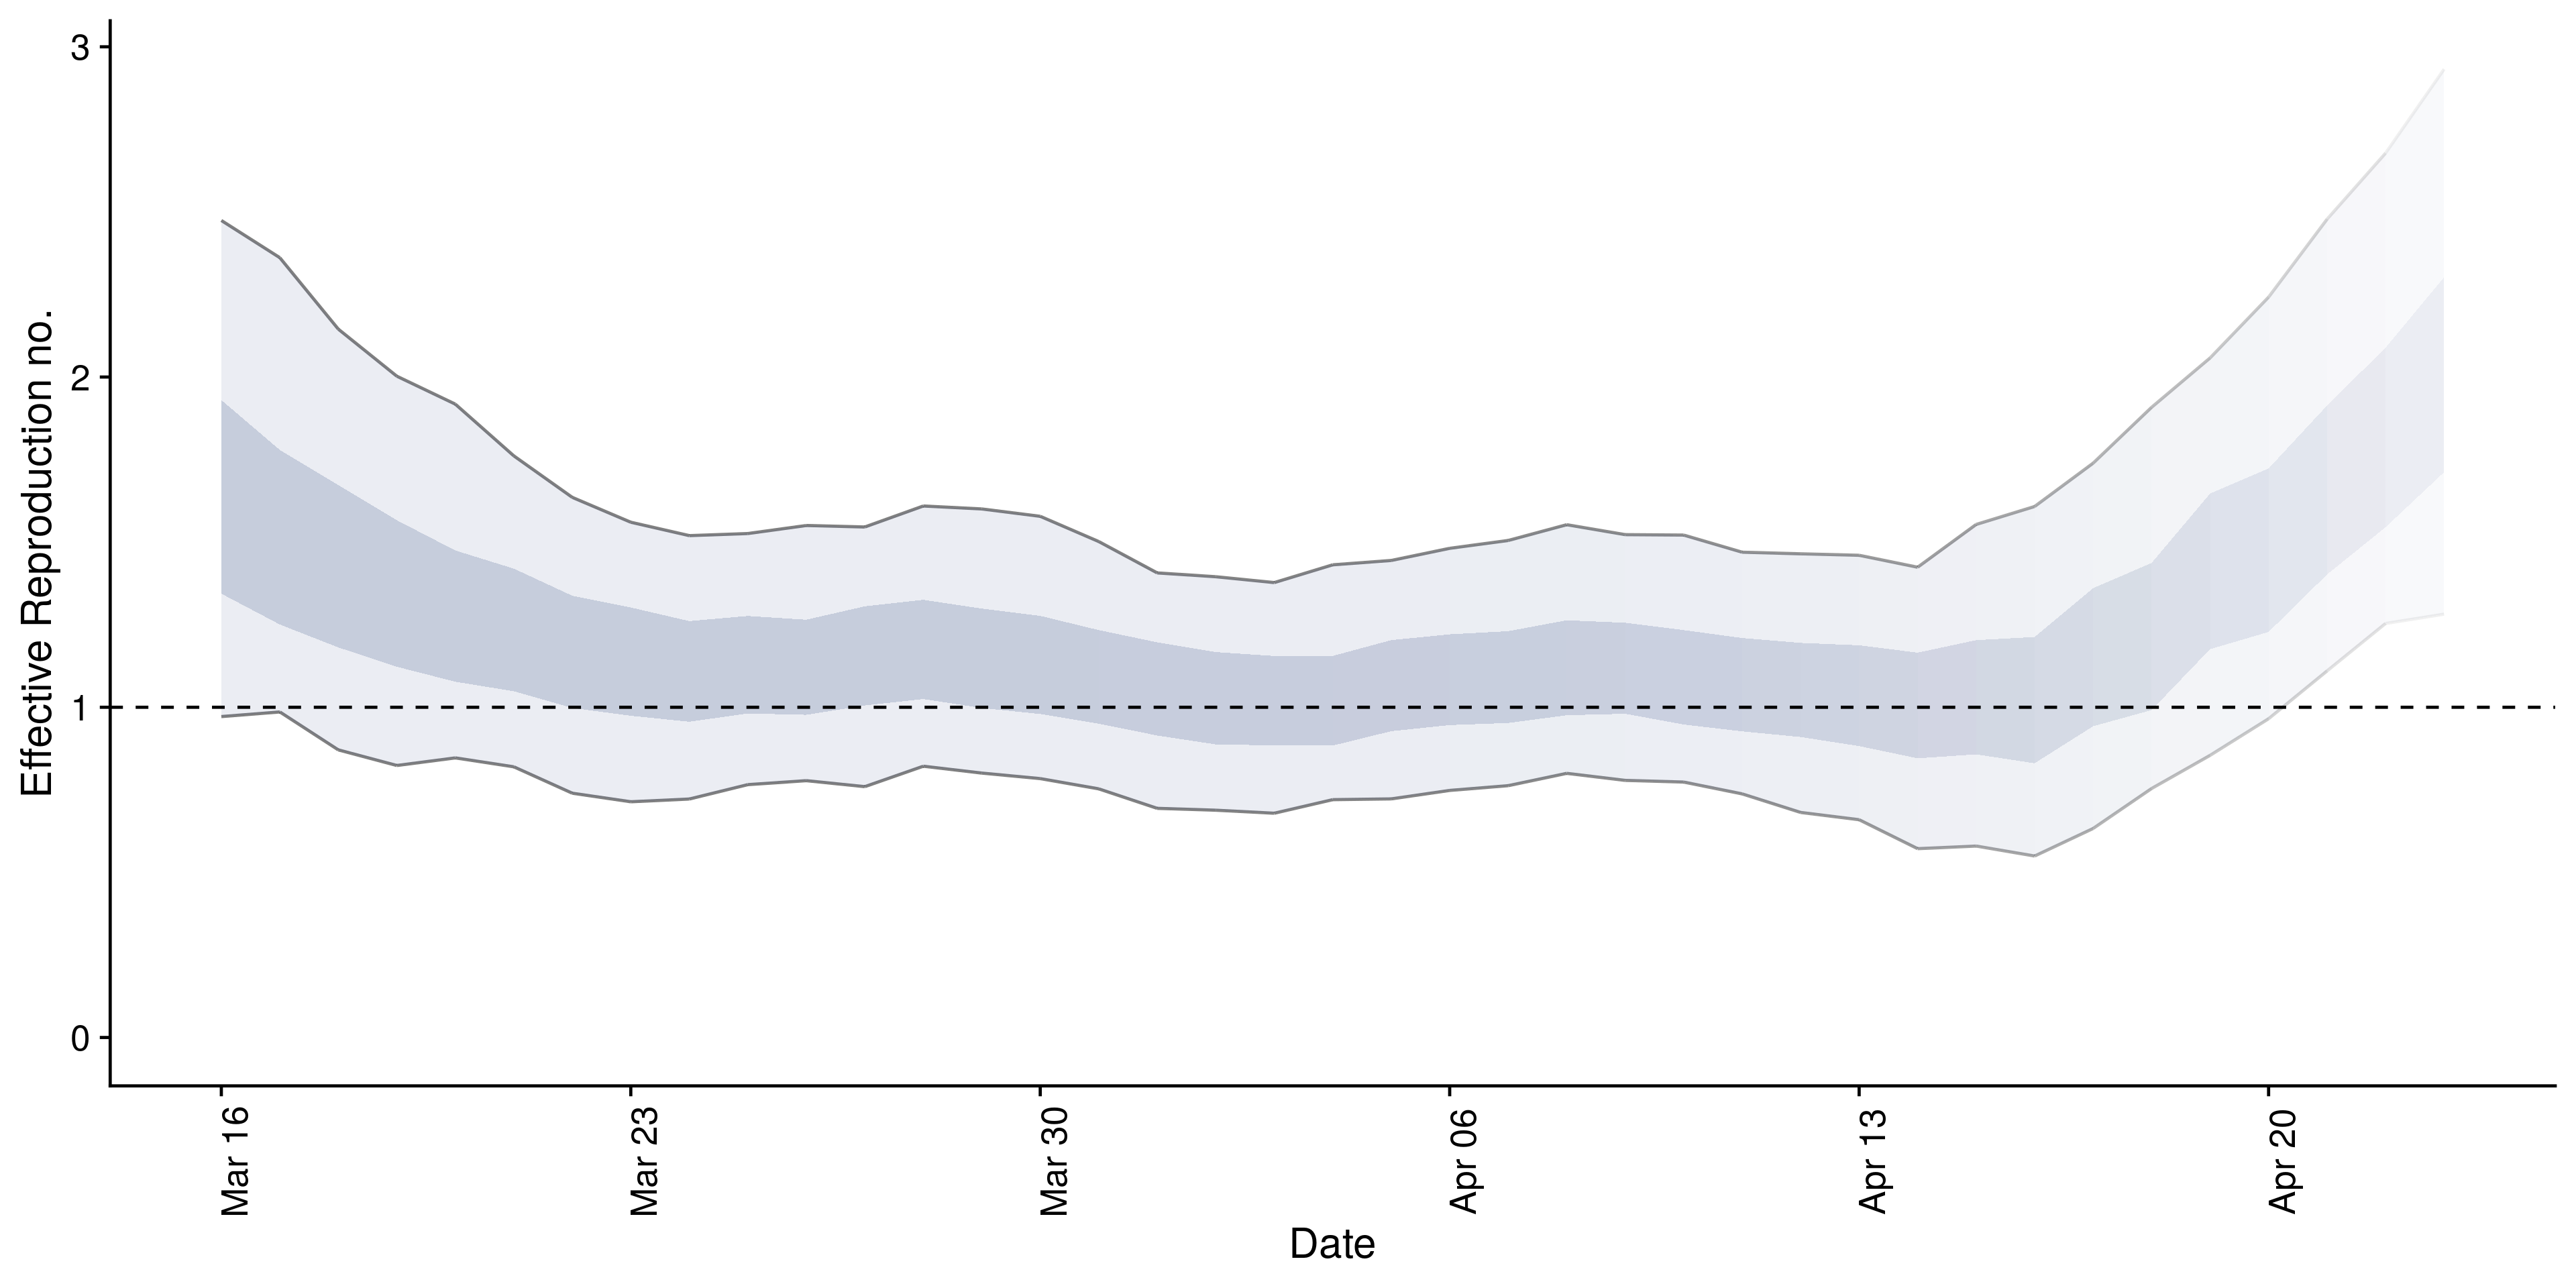 Effective Reproduction no.
3
2
1
0
Mar 16
Mar 23
Mar 30
Apr 06
Apr 13
Apr 20
Date